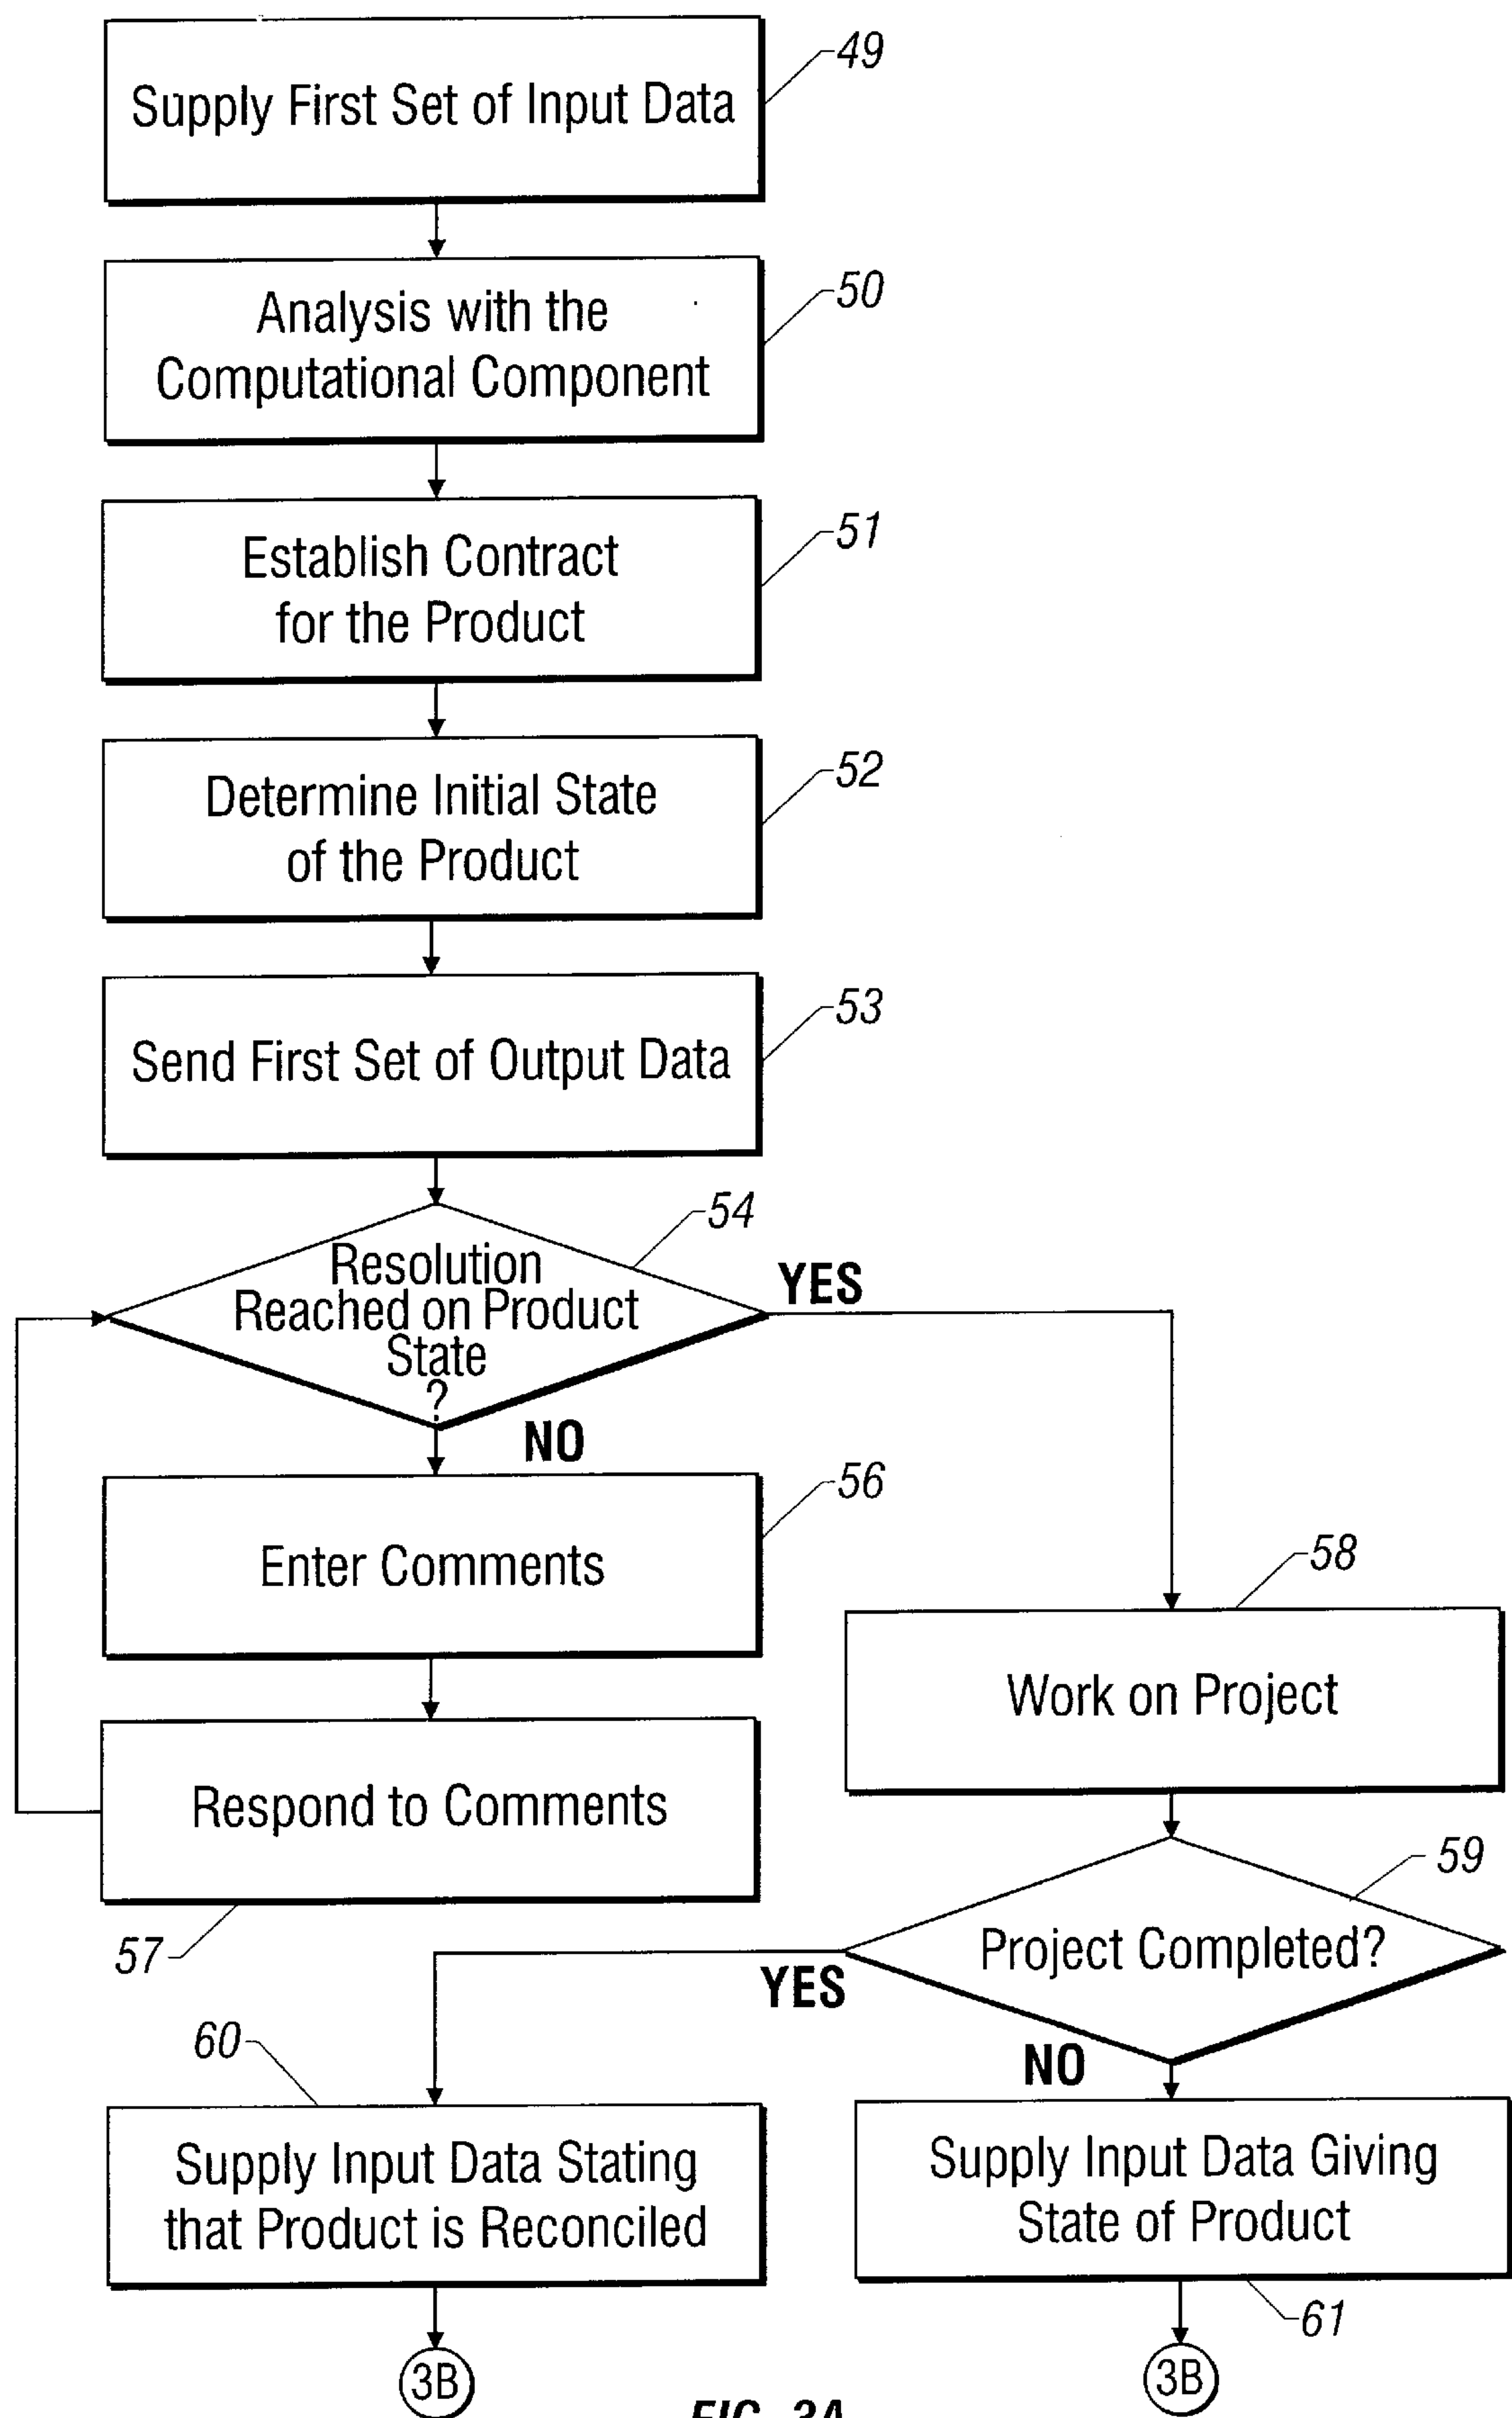 49
Supply First Set of Input Data
50
Analysis with the
Computational Component
51
Establish Contract
for the Product
52
Determine Initial State
of the Product
53
Send First Set of Output Data
54
Resolution
Reached on Product
State
?
YES
NO
56
Enter Comments
58
Work on Project
Respond to Comments
57
59
Project Completed?
YES
NO
60
Supply Input Data Stating
that Product is Reconciled
Supply Input Data Giving
State of Product
61
3B
3B
FIG. 3A